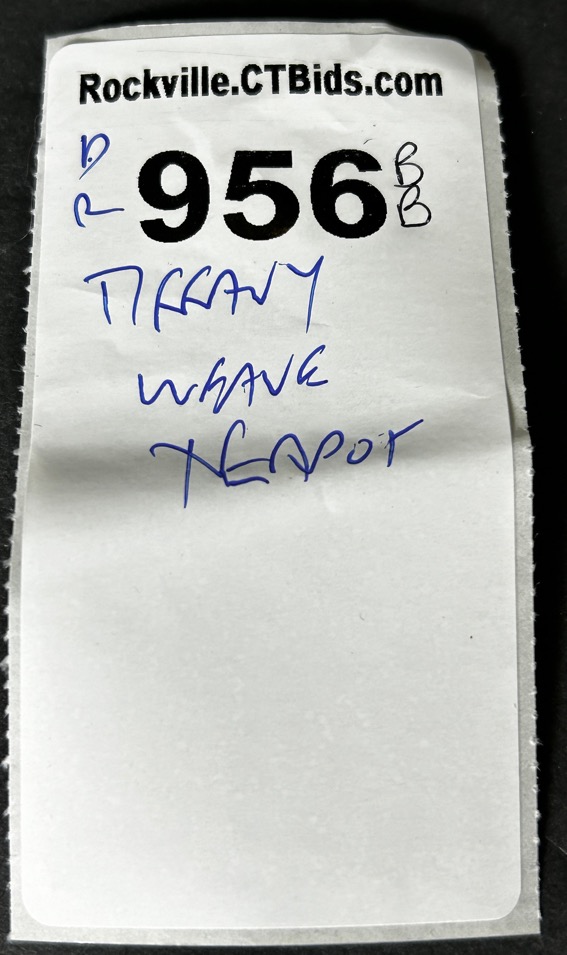 Rockville.CTBids.com
D
R 956 B
B
TIFFANY
WEAVE
TEAPOT